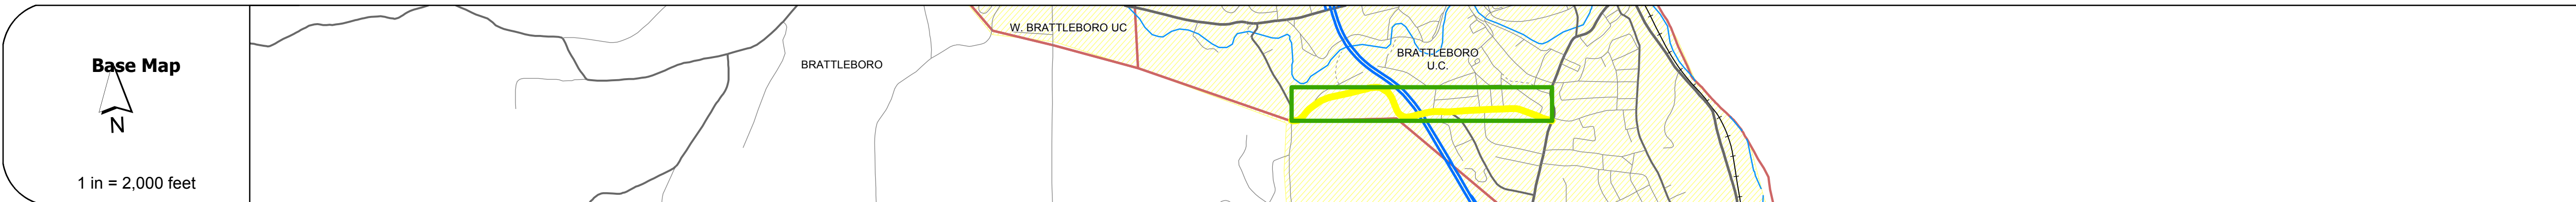 Base Map
N
1 in = 2,000 feet
BRATTLEBORO
W. BRATTLEBORO UC
BRATTLEBORO
U.C.